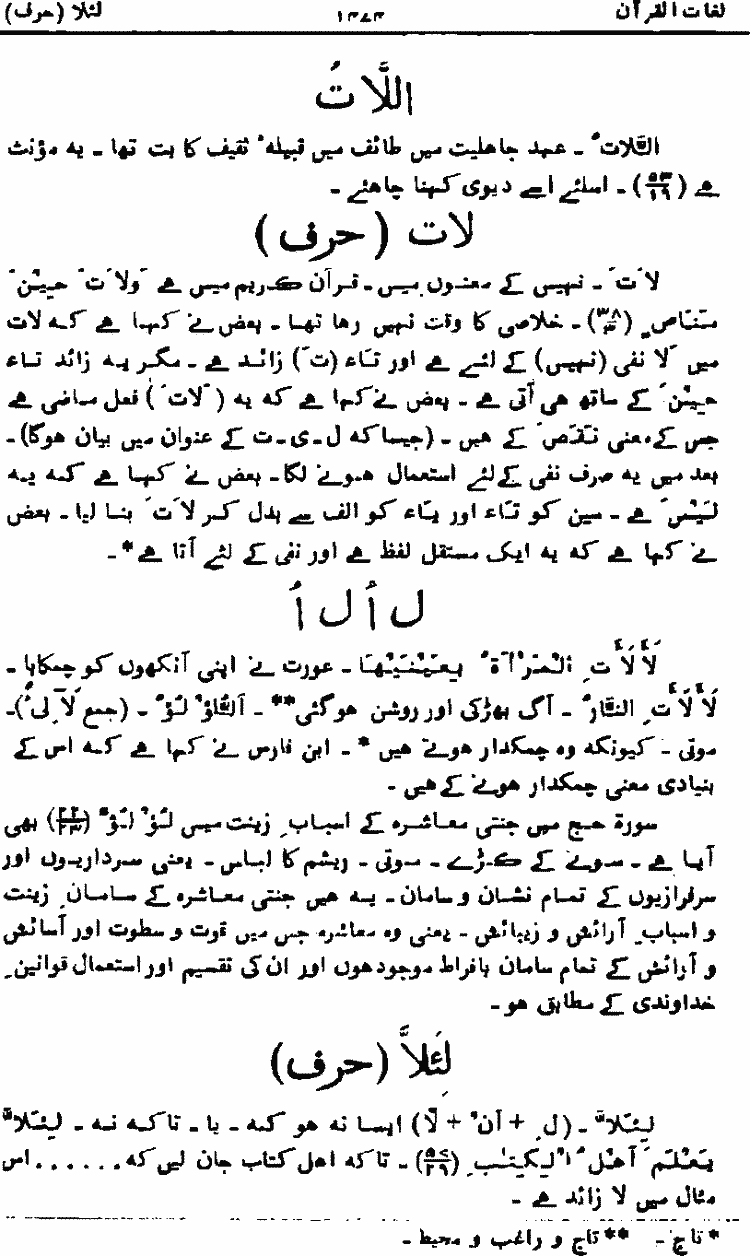 لغات القرآن ۱۴۸۳ لئلا (حرف)
اللَّاتُ
اللّٰلاتُ ۔ عہد جاہلیت میں طائف میں قبیلہٴ ثقیف کا بت تھا ۔ یہ مؤنث
ہے (۵۳/۱۹) ۔ اسلئے اسے دیوی کہنا چاہئے ۔
لات (حرف)
لَاتَ ۔ نہیں کے معنوں میں ۔ قرآن کریم میں ہے وَلَاتَ حِیْنَ
مَنَاصٍ (۳۸/۳) ۔ خلاصی کا وقت نہیں رہا تھا ۔ بعض نے کہا ہے کہ لات
میں لَا نفی (نہیں) کے لئے ہے اور تاء (تَ) زائد ہے ۔ مگر یہ زائد تاء
حِیْنَ کے ساتھ ہی آتی ہے ۔ بعض نے کہا ہے کہ یہ (لَاتَ) فعل ماضی ہے
جس کے معنی نَقَصَ کے ہیں ۔ (جیسا کہ ل ۔ ی ۔ ت کے عنوان میں بیان ہوگا) ۔
بعد میں یہ صرف نفی کے لئے استعمال ہونے لگا ۔ بعض نے کہا ہے کہ یہ
لَیْسَ ہے ۔ سین کو تاء اور یاء کو الف سے بدل کر لَاتَ بنا لیا ۔ بعض
نے کہا ہے کہ یہ ایک مستقل لفظ ہے اور نفی کے لئے آتا ہے * ۔
ل أ ل أ
لَأْلَأَتِ الْمَرْأَةُ بِعَیْنَیْهَا ۔ عورت نے اپنی آنکھوں کو چمکایا ۔
لَأْلَأَتِ النَّارُ ۔ آگ بھڑکی اور روشن ہوگئی ** ۔ اَللُّؤْلُؤُ ۔ (جمع لَآلِیءُ) ۔
موتی ۔ کیونکہ وہ چمکدار ہوتے ہیں * ۔ ابن فارس نے کہا ہے کہ اس کے
بنیادی معنی چمکدار ہونے کے ہیں ۔
سورة حج میں جنتی معاشرہ کے اسبابِ زینت میں لُؤْلُؤٌ (۲۲/۲۳) بھی
آیا ہے ۔ سونے کے کڑے ۔ موتی ۔ ریشم کا لباس ۔ یعنی سرداریوں اور
سرفرازیوں کے تمام نشان و سامان ۔ یہ ہیں جنتی معاشرہ کے سامانِ زینت
و اسبابِ آرائش و زیبائش ۔ یعنی وہ معاشرہ جس میں قوت و سطوت اور آسائش
و آرائش کے تمام سامان بافراط موجود ہوں اور ان کی تقسیم اور استعمال قوانینِ
خداوندی کے مطابق ہو ۔
لِئَلَّا (حرف)
لِئَلَّا ۔ (لِ + اَنْ + لَا) ایسا نہ ہو کہ ۔ یا ۔ تاکہ نہ ۔ لِئَلَّا
یَعْلَمَ اَهْلُ الْکِتٰبِ (۵۷/۲۹) ۔ تاکہ اہل کتاب جان لیں کہ . . . . . . اس
مثال میں لا زائد ہے ۔
* تاج ۔ ** تاج و راغب و محیط ۔